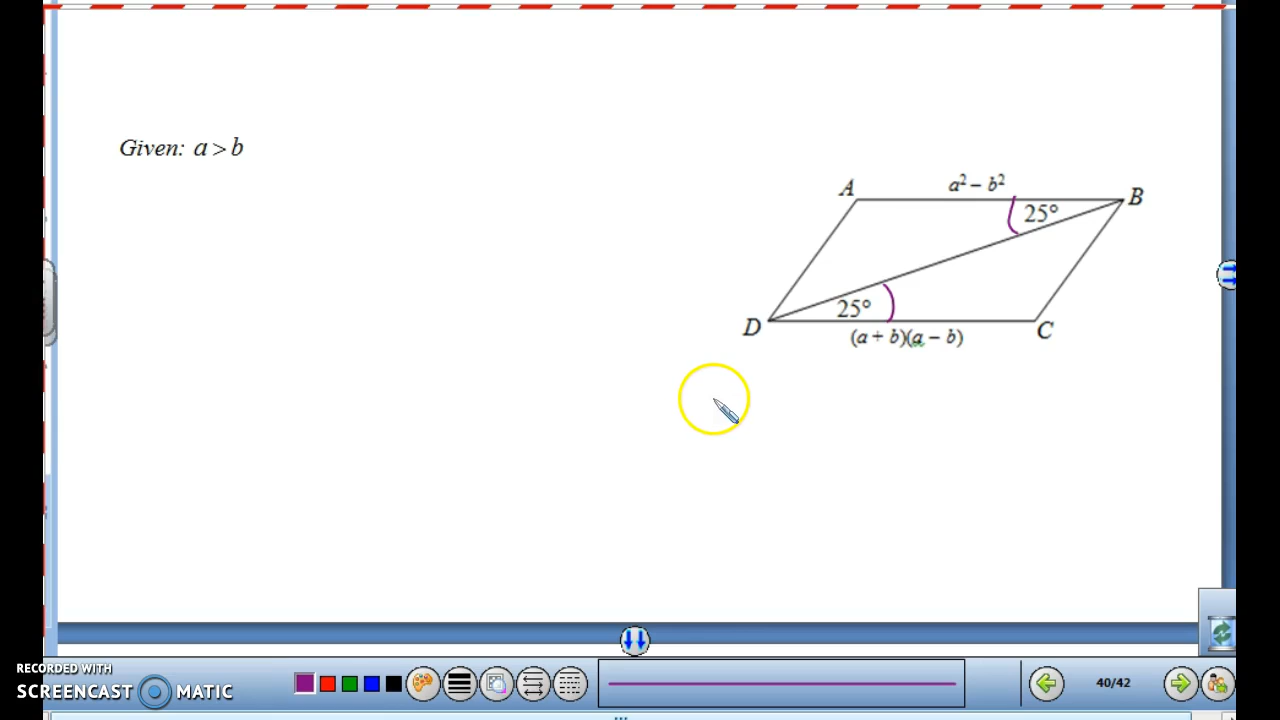 Given: a > b
a² − b²
A
B
25°
25°
D
C
(a + b)(a − b)
RECORDED WITH
SCREENCAST MATIC
40/42